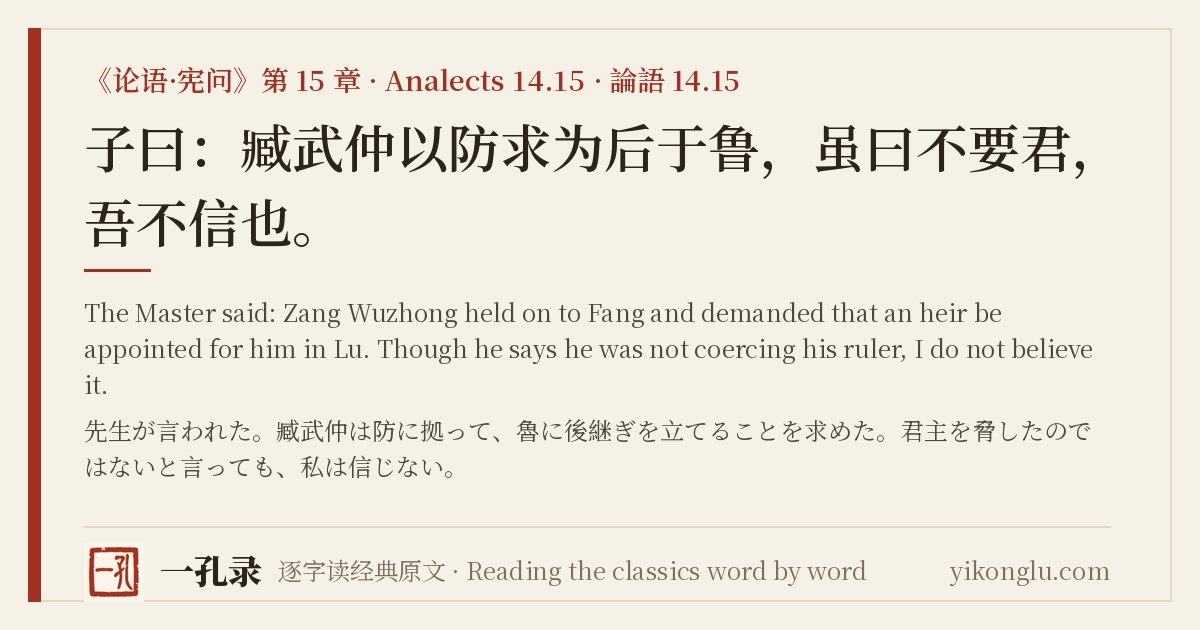 《论语·宪问》第 15 章 · Analects 14.15 · 論語 14.15
子曰：臧武仲以防求为后于鲁，虽曰不要君，
吾不信也。
The Master said: Zang Wuzhong held on to Fang and demanded that an heir be
appointed for him in Lu. Though he says he was not coercing his ruler, I do not believe
it.
先生が言われた。臧武仲は防に拠って、魯に後継ぎを立てることを求めた。君主を脅したので
はないと言っても、私は信じない。
一孔
一孔录 逐字读经典原文 · Reading the classics word by word yikonglu.com